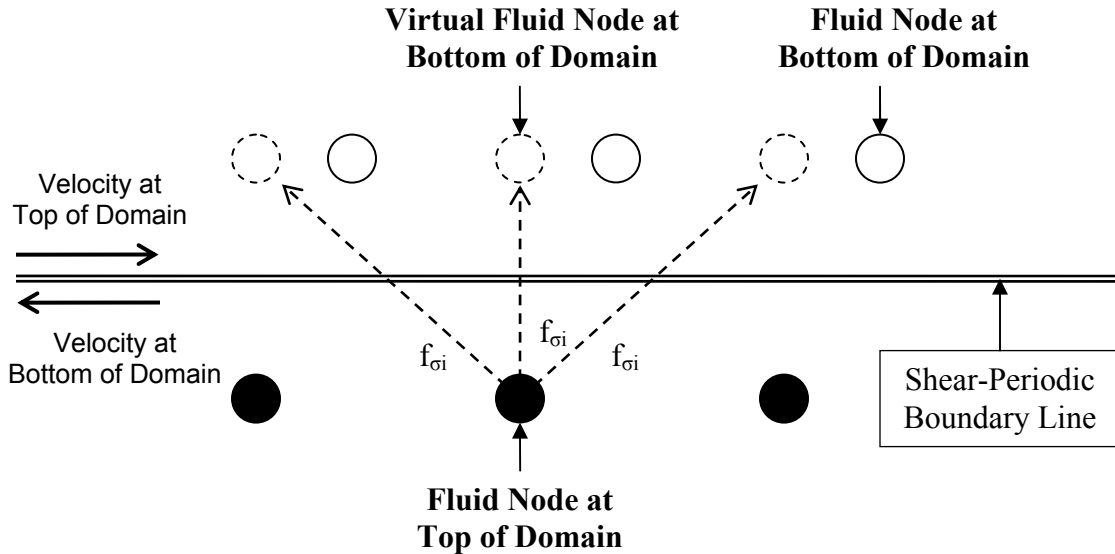 Virtual Fluid Node at
Bottom of Domain
Fluid Node at
Bottom of Domain
Velocity at
Top of Domain
Velocity at
Bottom of Domain
fσi
fσi
fσi
Shear-Periodic
Boundary Line
Fluid Node at
Top of Domain